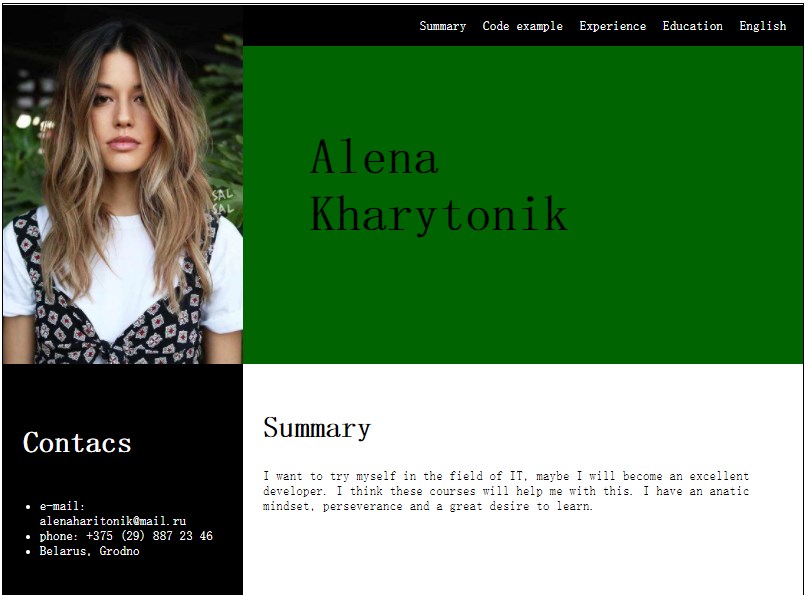 Summary Code example Experience Education English
SAL
SAL
Alena
Kharytonik
Contacs
e-mail:
alenaharitonik@mail.ru
phone: +375 (29) 887 23 46
Belarus, Grodno
Summary
I want to try myself in the field of IT, maybe I will become an excellent
developer. I think these courses will help me with this. I have an anatic
mindset, perseverance and a great desire to learn.